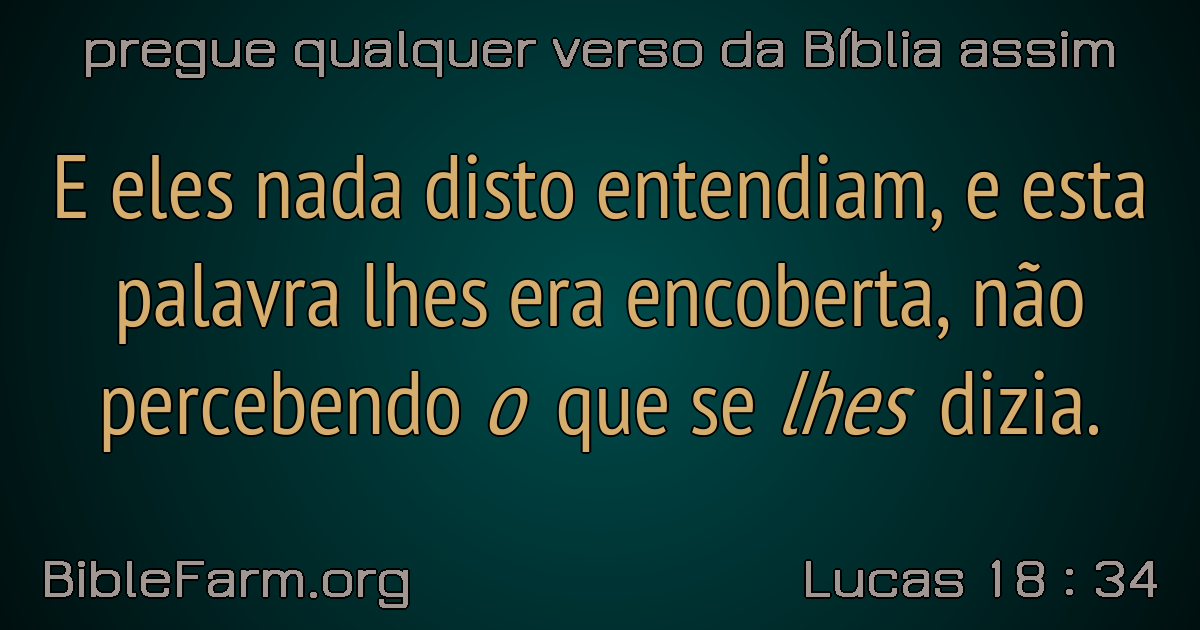 pregue qualquer verso da Bíblia assim
E eles nada disto entendiam, e esta
palavra lhes era encoberta, não
percebendo o que se lhes dizia.
BibleFarm.org
Lucas 18 : 34